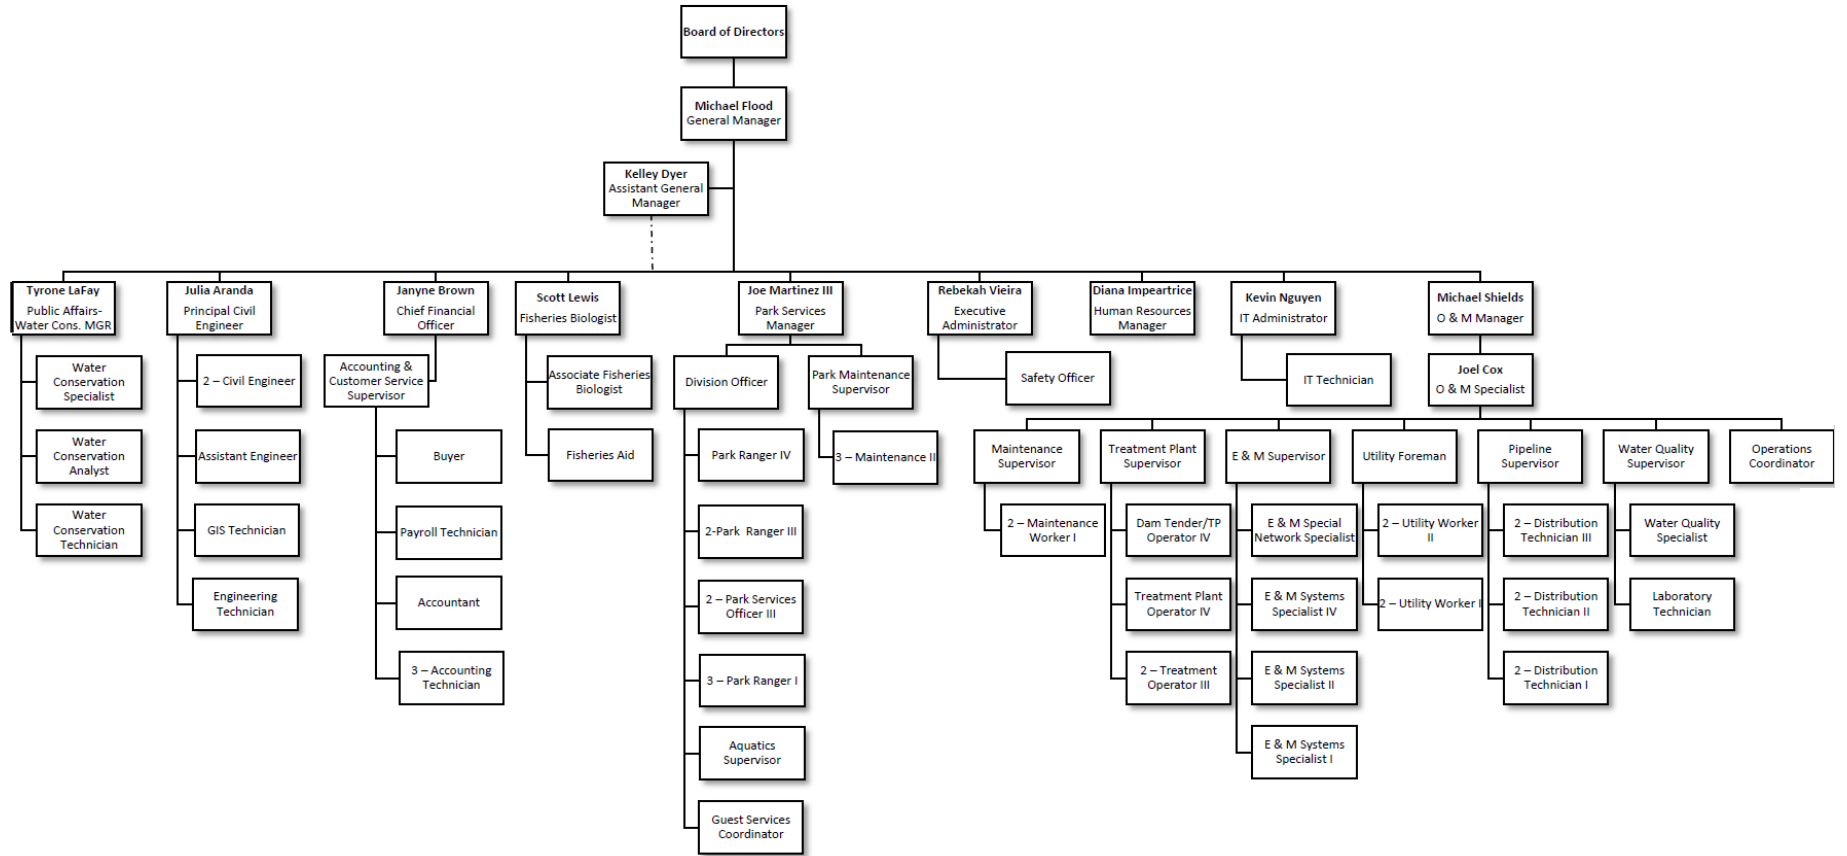 Board of Directors
Michael Flood
General Manager
Kelley Dyer
Assistant General
Manager
Tyrone LaFay
Public Affairs-
Water Cons. MGR
Julia Aranda
Principal Civil
Engineer
Janyne Brown
Chief Financial
Officer
Scott Lewis
Fisheries Biologist
Joe Martinez III
Park Services
Manager
Rebekah Vieira
Executive
Administrator
Diana Impeartrice
Human Resources
Manager
Kevin Nguyen
IT Administrator
Michael Shields
O & M Manager
Water
Conservation
Specialist
2 – Civil Engineer
Accounting &
Customer Service
Supervisor
Associate Fisheries
Biologist
Division Officer
Park Maintenance
Supervisor
Safety Officer
IT Technician
Joel Cox
O & M Specialist
Water
Conservation
Analyst
Assistant Engineer
Buyer
Fisheries Aid
Park Ranger IV
3 – Maintenance II
Maintenance
Supervisor
Treatment Plant
Supervisor
E & M Supervisor
Utility Foreman
Pipeline
Supervisor
Water Quality
Supervisor
Operations
Coordinator
Water
Conservation
Technician
GIS Technician
Payroll Technician
2-Park Ranger III
2 – Maintenance
Worker I
Dam Tender/TP
Operator IV
E & M Special
Network Specialist
2 – Utility Worker
II
2 – Distribution
Technician III
Water Quality
Specialist
Engineering
Technician
Accountant
2 – Park Services
Officer III
Treatment Plant
Operator IV
E & M Systems
Specialist IV
2 – Utility Worker I
2 – Distribution
Technician II
Laboratory
Technician
3 – Accounting
Technician
3 – Park Ranger I
2 – Treatment
Operator III
E & M Systems
Specialist II
2 – Distribution
Technician I
Aquatics
Supervisor
E & M Systems
Specialist I
Guest Services
Coordinator